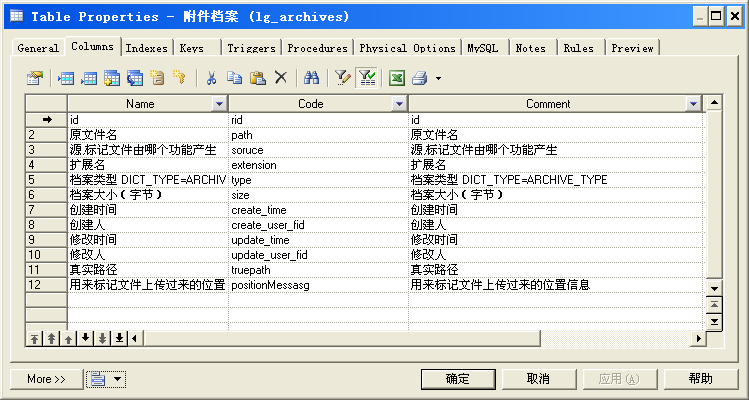 Table Properties - 附件档案 (lg_archives)
General Columns Indexes Keys Triggers Procedures Physical Options MySQL Notes Rules Preview
Name Code Comment
id rid id
2 原文件名 path 原文件名
3 源,标记文件由哪个功能产生 soruce 源,标记文件由哪个功能产生
4 扩展名 extension 扩展名
5 档案类型 DICT_TYPE=ARCHIV type 档案类型 DICT_TYPE=ARCHIVE_TYPE
6 档案大小（字节） size 档案大小（字节）
7 创建时间 create_time 创建时间
8 创建人 create_user_fid 创建人
9 修改时间 update_time 修改时间
10 修改人 update_user_fid 修改人
11 真实路径 truepath 真实路径
12 用来标记文件上传过来的位置 positionMessasg 用来标记文件上传过来的位置信息
More >> 确定 取消 应用(A) 帮助